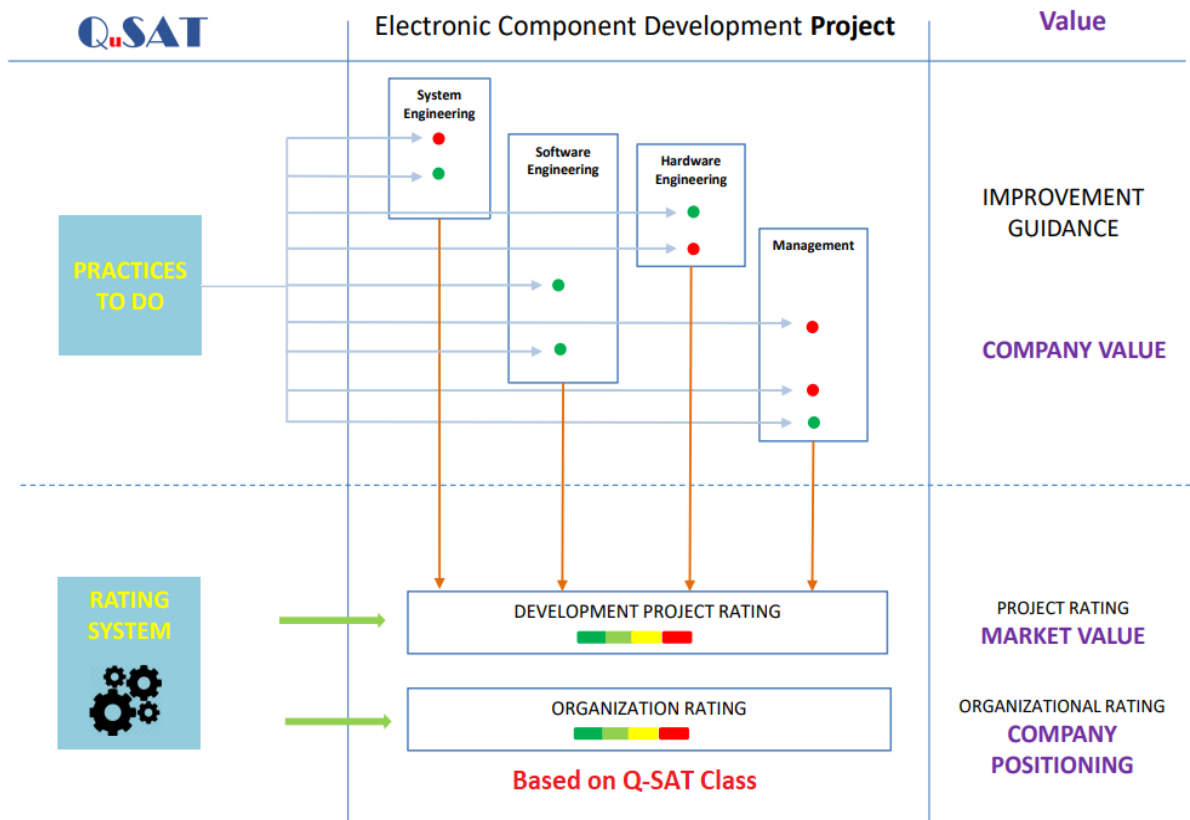 QuSAT
Electronic Component Development Project
Value
System
Engineering
Software
Engineering
Hardware
Engineering
Management
PRACTICES
TO DO
IMPROVEMENT
GUIDANCE
COMPANY VALUE
RATING
SYSTEM
DEVELOPMENT PROJECT RATING
PROJECT RATING
MARKET VALUE
ORGANIZATION RATING
ORGANIZATIONAL RATING
COMPANY
POSITIONING
Based on Q-SAT Class